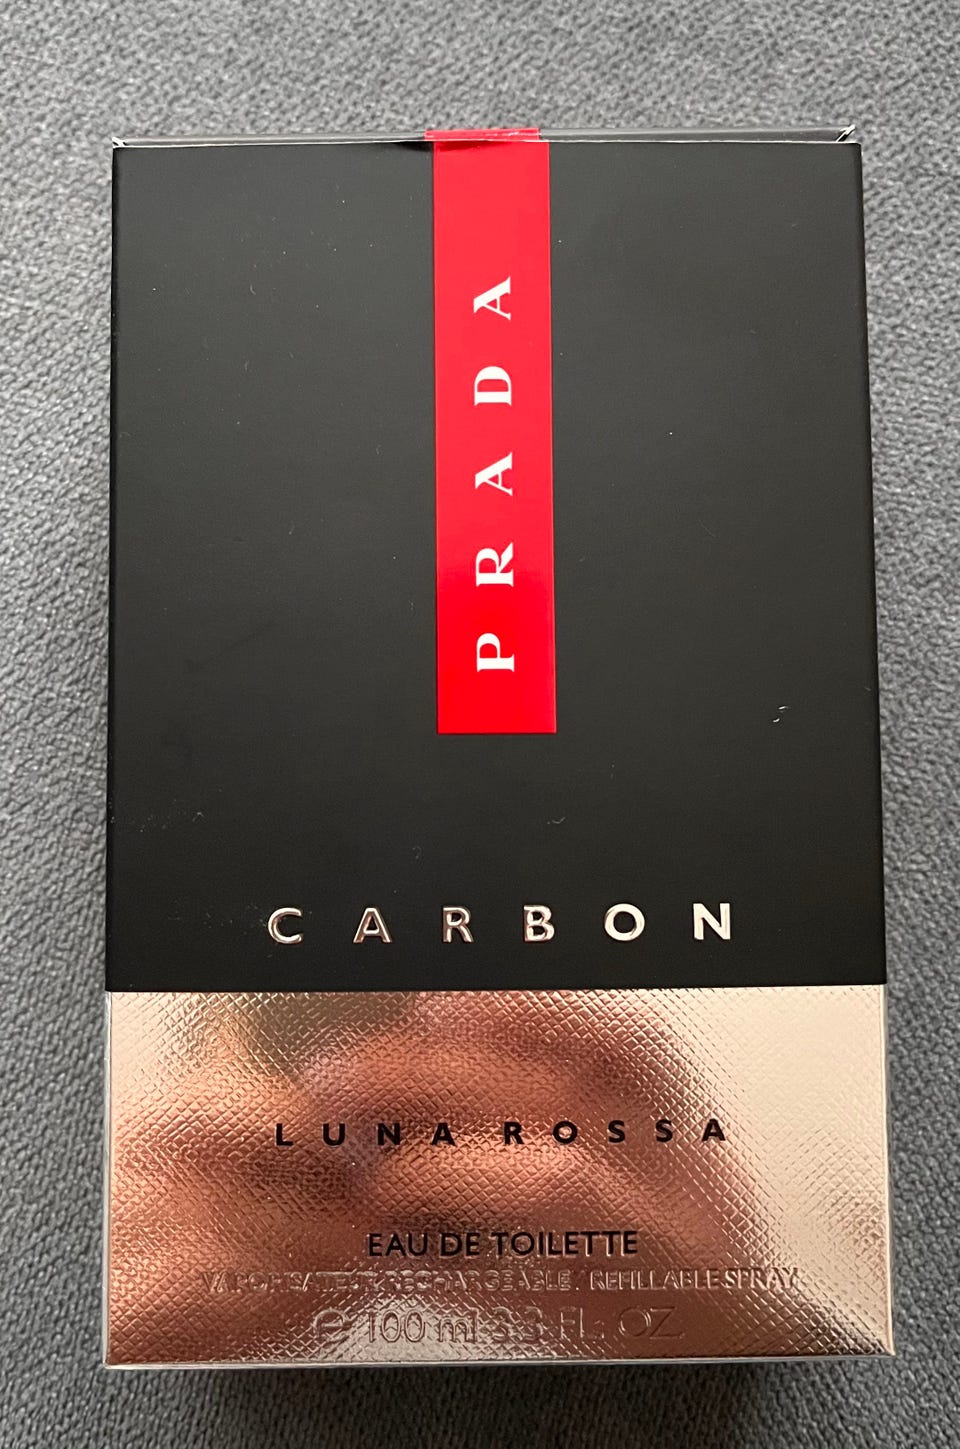 PRADA
CARBON
LUNA ROSSA
EAU DE TOILETTE
VAPORISATEUR RECHARGEABLE / REFILLABLE SPRAY
e 100 ml 3.3 FL. OZ